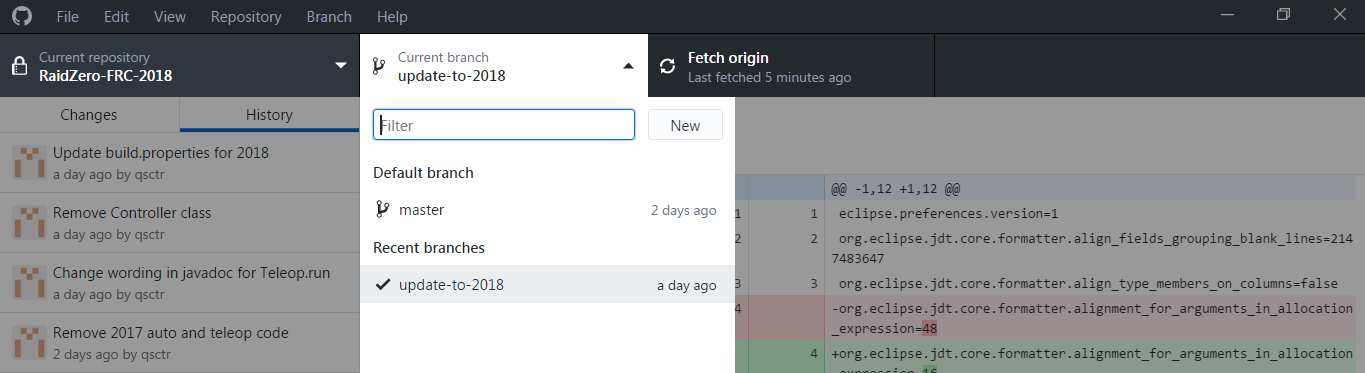 File Edit View Repository Branch Help
Current repository
RaidZero-FRC-2018
Current branch
update-to-2018
Fetch origin
Last fetched 5 minutes ago
Changes History
Update build.properties for 2018
a day ago by qsctr
Remove Controller class
a day ago by qsctr
Change wording in javadoc for Teleop.run
a day ago by qsctr
Remove 2017 auto and teleop code
2 days ago by qsctr
Filter New
Default branch
master 2 days ago
Recent branches
update-to-2018 a day ago
@@ -1,12 +1,12 @@
1 1 eclipse.preferences.version=1
2 2 org.eclipse.jdt.core.formatter.align_fields_grouping_blank_lines=214
7483647
3 3 org.eclipse.jdt.core.formatter.align_type_members_on_columns=false
4 -org.eclipse.jdt.core.formatter.alignment_for_arguments_in_allocation
_expression=48
4 +org.eclipse.jdt.core.formatter.alignment_for_arguments_in_allocation
_expression=16